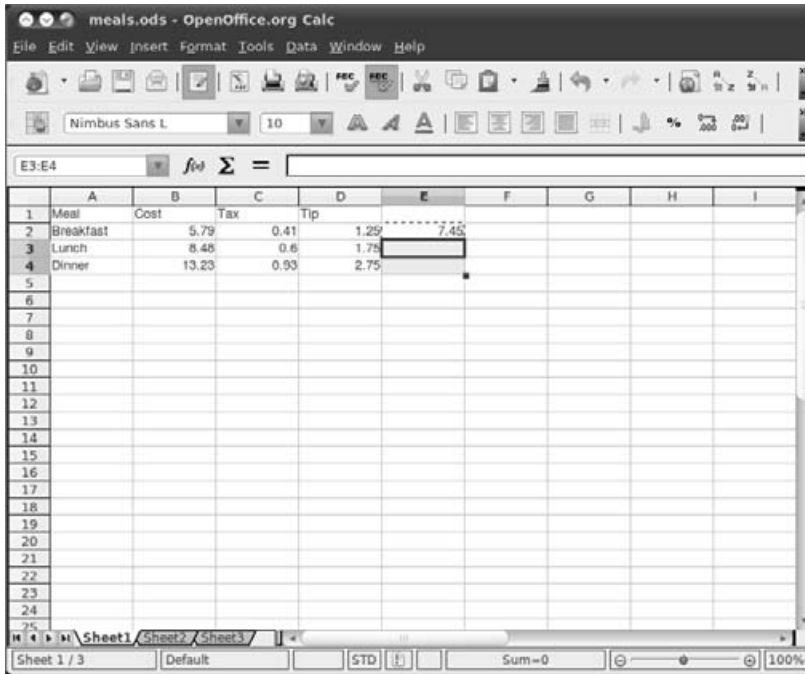 meals.ods - OpenOffice.org Calc
File Edit View Insert Format Tools Data Window Help
Nimbus Sans L 10
E3:E4 f(x) Σ =
A B C D E F G H I
1 Meal Cost Tax Tip
2 Breakfast 5.79 0.41 1.25 7.45
3 Lunch 8.48 0.6 1.75
4 Dinner 13.23 0.93 2.75
5
6
7
8
9
10
11
12
13
14
15
16
17
18
19
20
21
22
23
24
25
Sheet1 Sheet2 Sheet3
Sheet 1 / 3 Default STD Sum=0 100%